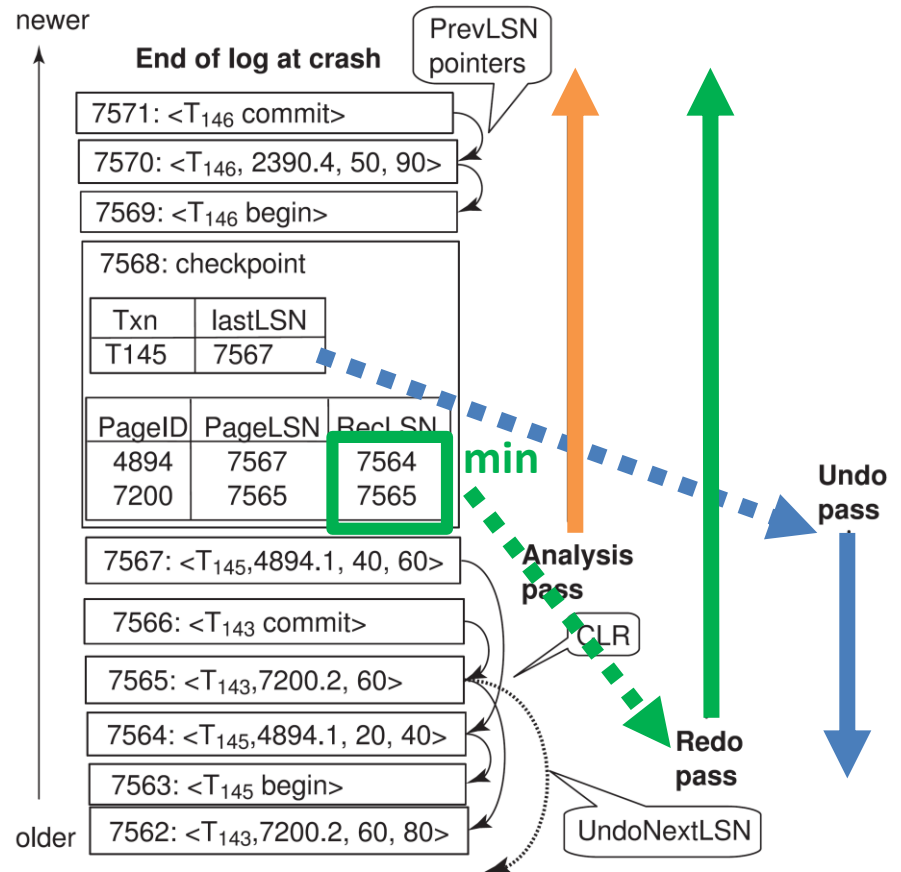 newer
End of log at crash
PrevLSN
pointers
7571: <T146 commit>
7570: <T146, 2390.4, 50, 90>
7569: <T146 begin>
7568: checkpoint
Txn lastLSN
T145 7567
PageID PageLSN RecLSN
4894 7567 7564
7200 7565 7565
min
Undo
pass
7567: <T145,4894.1, 40, 60>
Analysis
pass
7566: <T143 commit>
CLR
7565: <T143,7200.2, 60>
7564: <T145,4894.1, 20, 40>
Redo
pass
7563: <T145 begin>
older
7562: <T143,7200.2, 60, 80>
UndoNextLSN